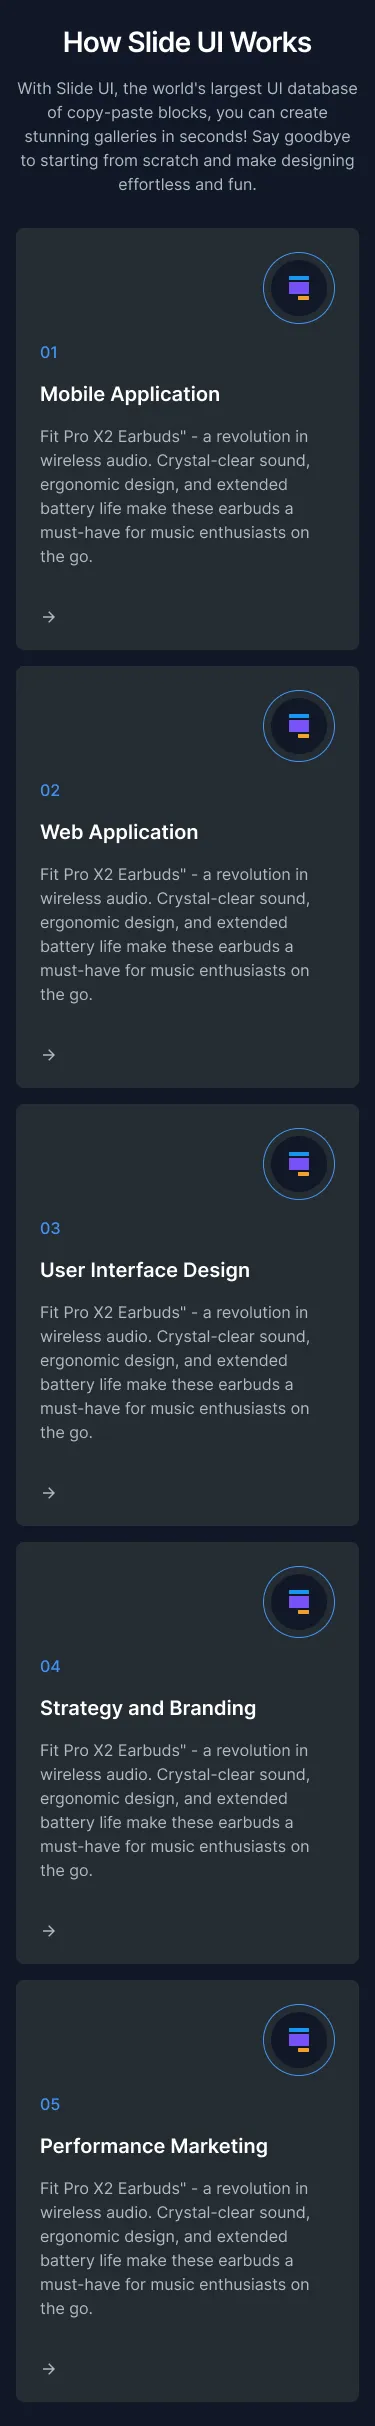 How Slide UI Works
With Slide UI, the world's largest UI database
of copy-paste blocks, you can create
stunning galleries in seconds! Say goodbye
to starting from scratch and make designing
effortless and fun.
01
Mobile Application
Fit Pro X2 Earbuds" - a revolution in
wireless audio. Crystal-clear sound,
ergonomic design, and extended
battery life make these earbuds a
must-have for music enthusiasts on
the go.
02
Web Application
Fit Pro X2 Earbuds" - a revolution in
wireless audio. Crystal-clear sound,
ergonomic design, and extended
battery life make these earbuds a
must-have for music enthusiasts on
the go.
03
User Interface Design
Fit Pro X2 Earbuds" - a revolution in
wireless audio. Crystal-clear sound,
ergonomic design, and extended
battery life make these earbuds a
must-have for music enthusiasts on
the go.
04
Strategy and Branding
Fit Pro X2 Earbuds" - a revolution in
wireless audio. Crystal-clear sound,
ergonomic design, and extended
battery life make these earbuds a
must-have for music enthusiasts on
the go.
05
Performance Marketing
Fit Pro X2 Earbuds" - a revolution in
wireless audio. Crystal-clear sound,
ergonomic design, and extended
battery life make these earbuds a
must-have for music enthusiasts on
the go.